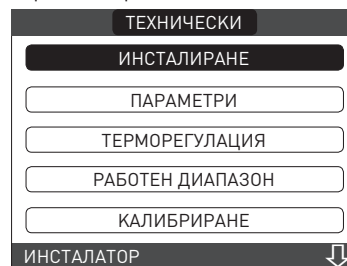 ТЕХНИЧЕСКИ
ИНСТАЛИРАНЕ
ПАРАМЕТРИ
ТЕРМОРЕГУЛАЦИЯ
РАБОТЕН ДИАПАЗОН
КАЛИБРИРАНЕ
ИНСТАЛАТОР